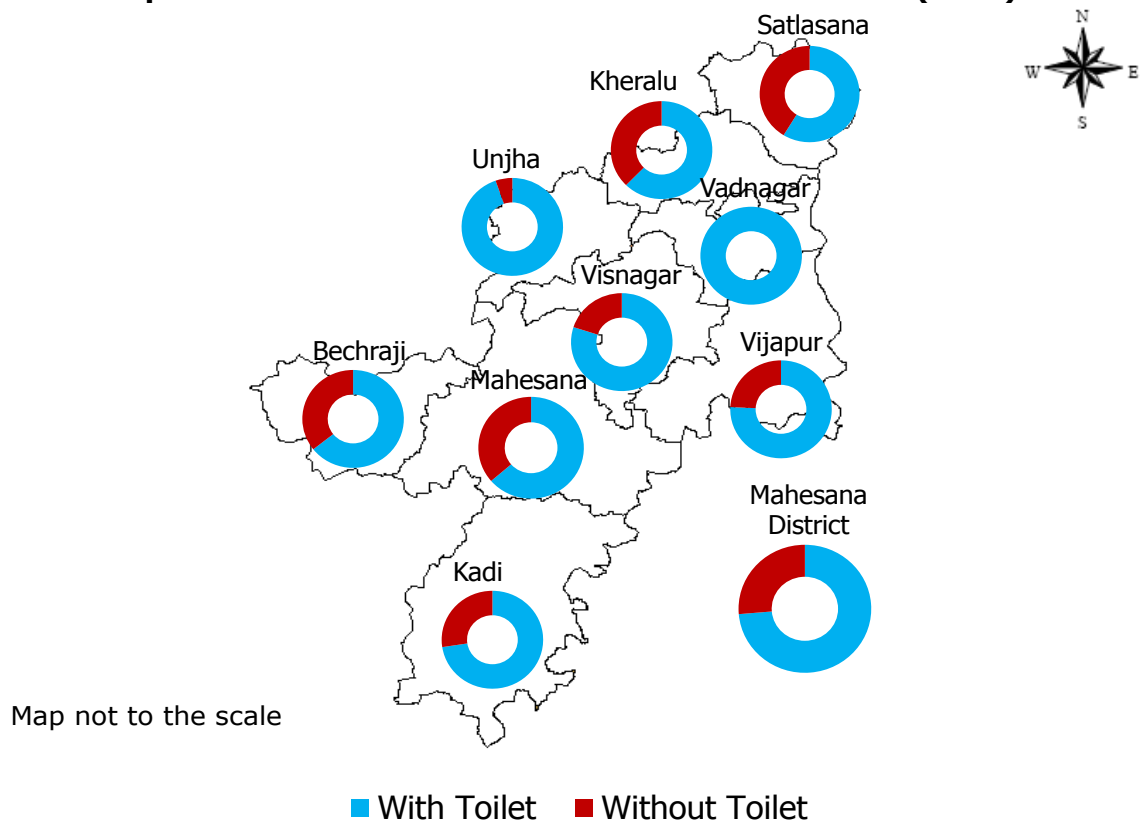 N
W E
S
Satlasana
Kheralu
Unjha
Vadnagar
Visnagar
Bechraji
Vijapur
Mahesana
Mahesana
District
Kadi
Map not to the scale
With Toilet Without Toilet